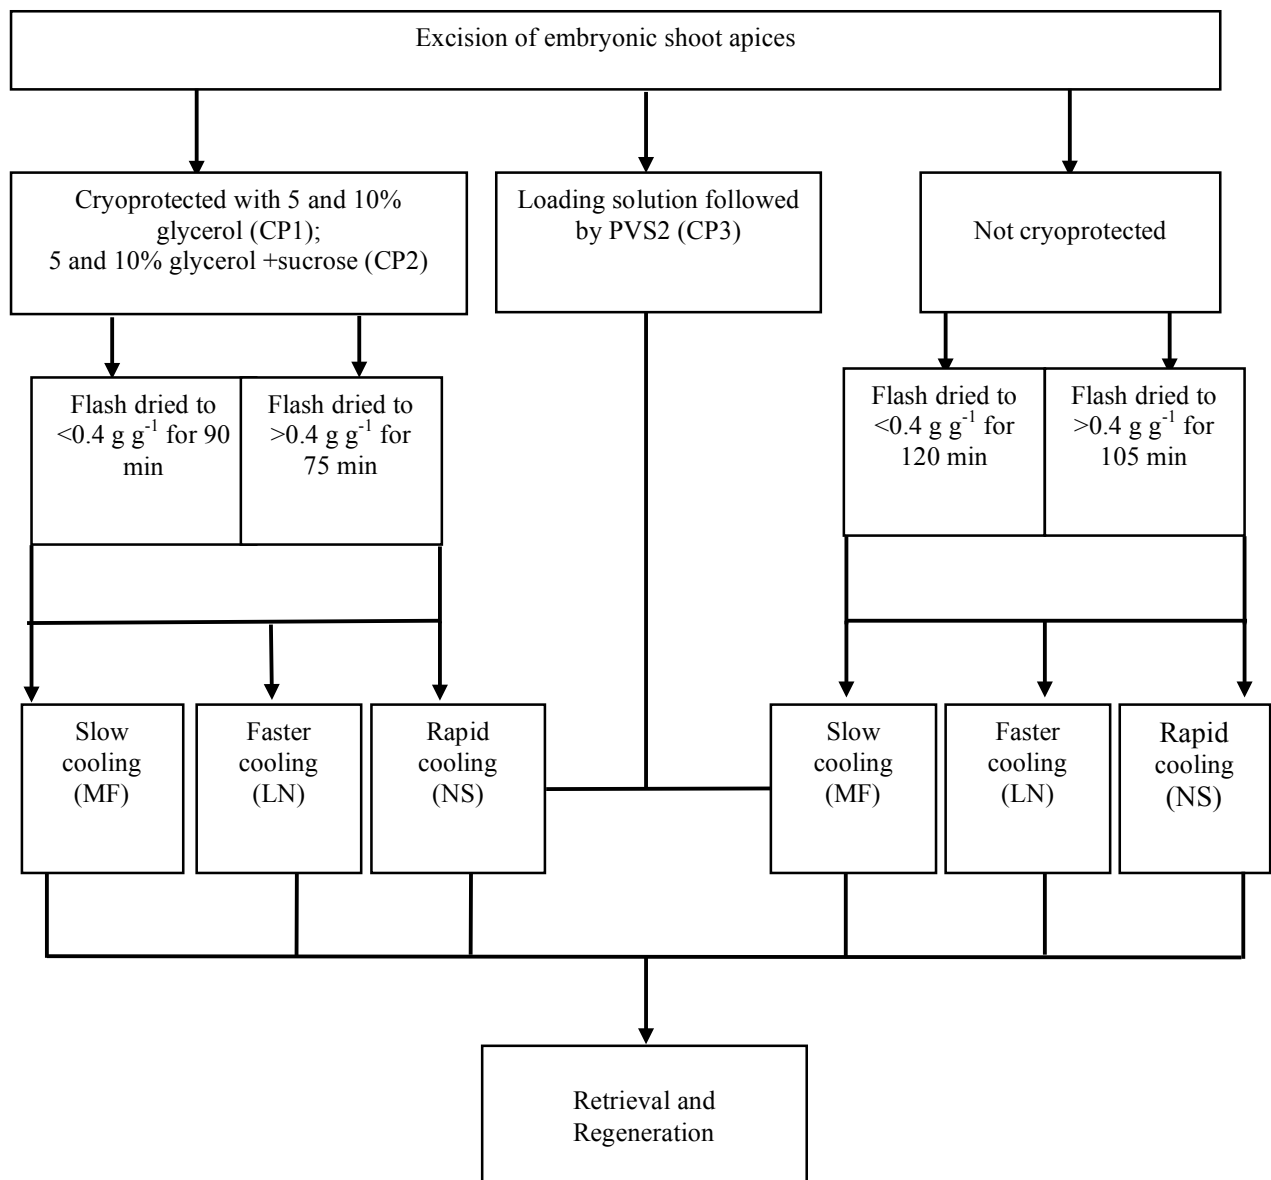 Excision of embryonic shoot apices
Cryoprotected with 5 and 10%
glycerol (CP1);
5 and 10% glycerol +sucrose (CP2)
Loading solution followed
by PVS2 (CP3)
Not cryoprotected
Flash dried to
<0.4 g g⁻¹ for 90
min
Flash dried to
>0.4 g g⁻¹ for
75 min
Flash dried to
<0.4 g g⁻¹ for
120 min
Flash dried to
>0.4 g g⁻¹ for
105 min
Slow
cooling
(MF)
Faster
cooling
(LN)
Rapid
cooling
(NS)
Slow
cooling
(MF)
Faster
cooling
(LN)
Rapid
cooling
(NS)
Retrieval and
Regeneration